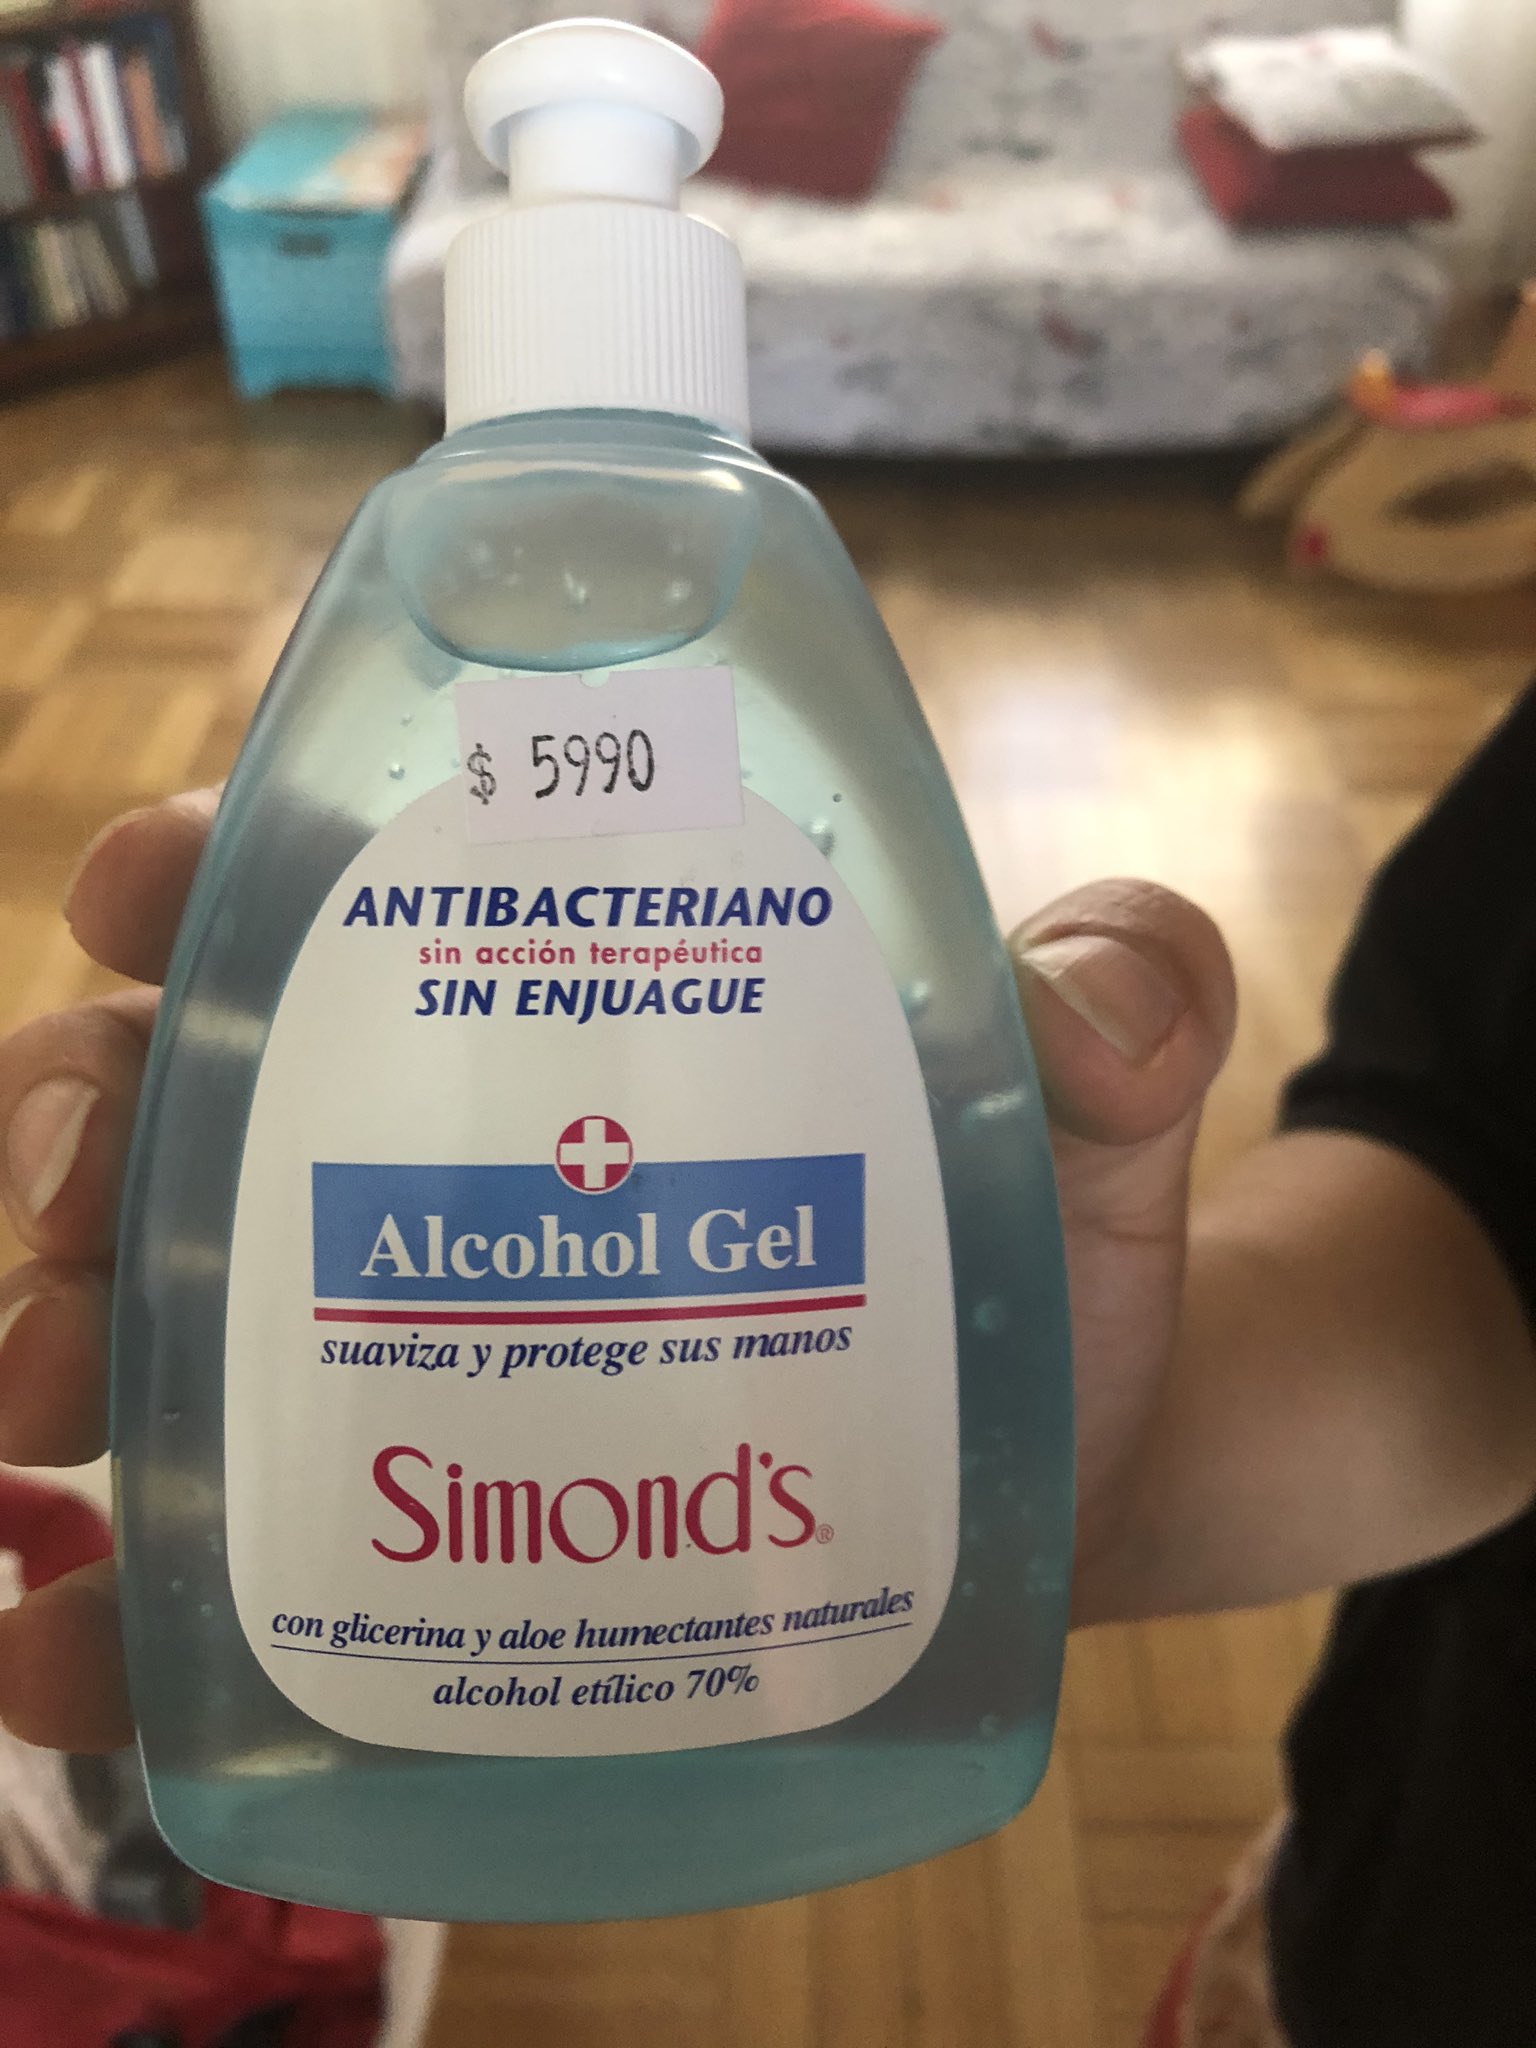 $ 5990
ANTIBACTERIANO
sin acción terapéutica
SIN ENJUAGUE
Alcohol Gel
suaviza y protege sus manos
Simond's®
con glicerina y aloe humectantes naturales
alcohol etílico 70%